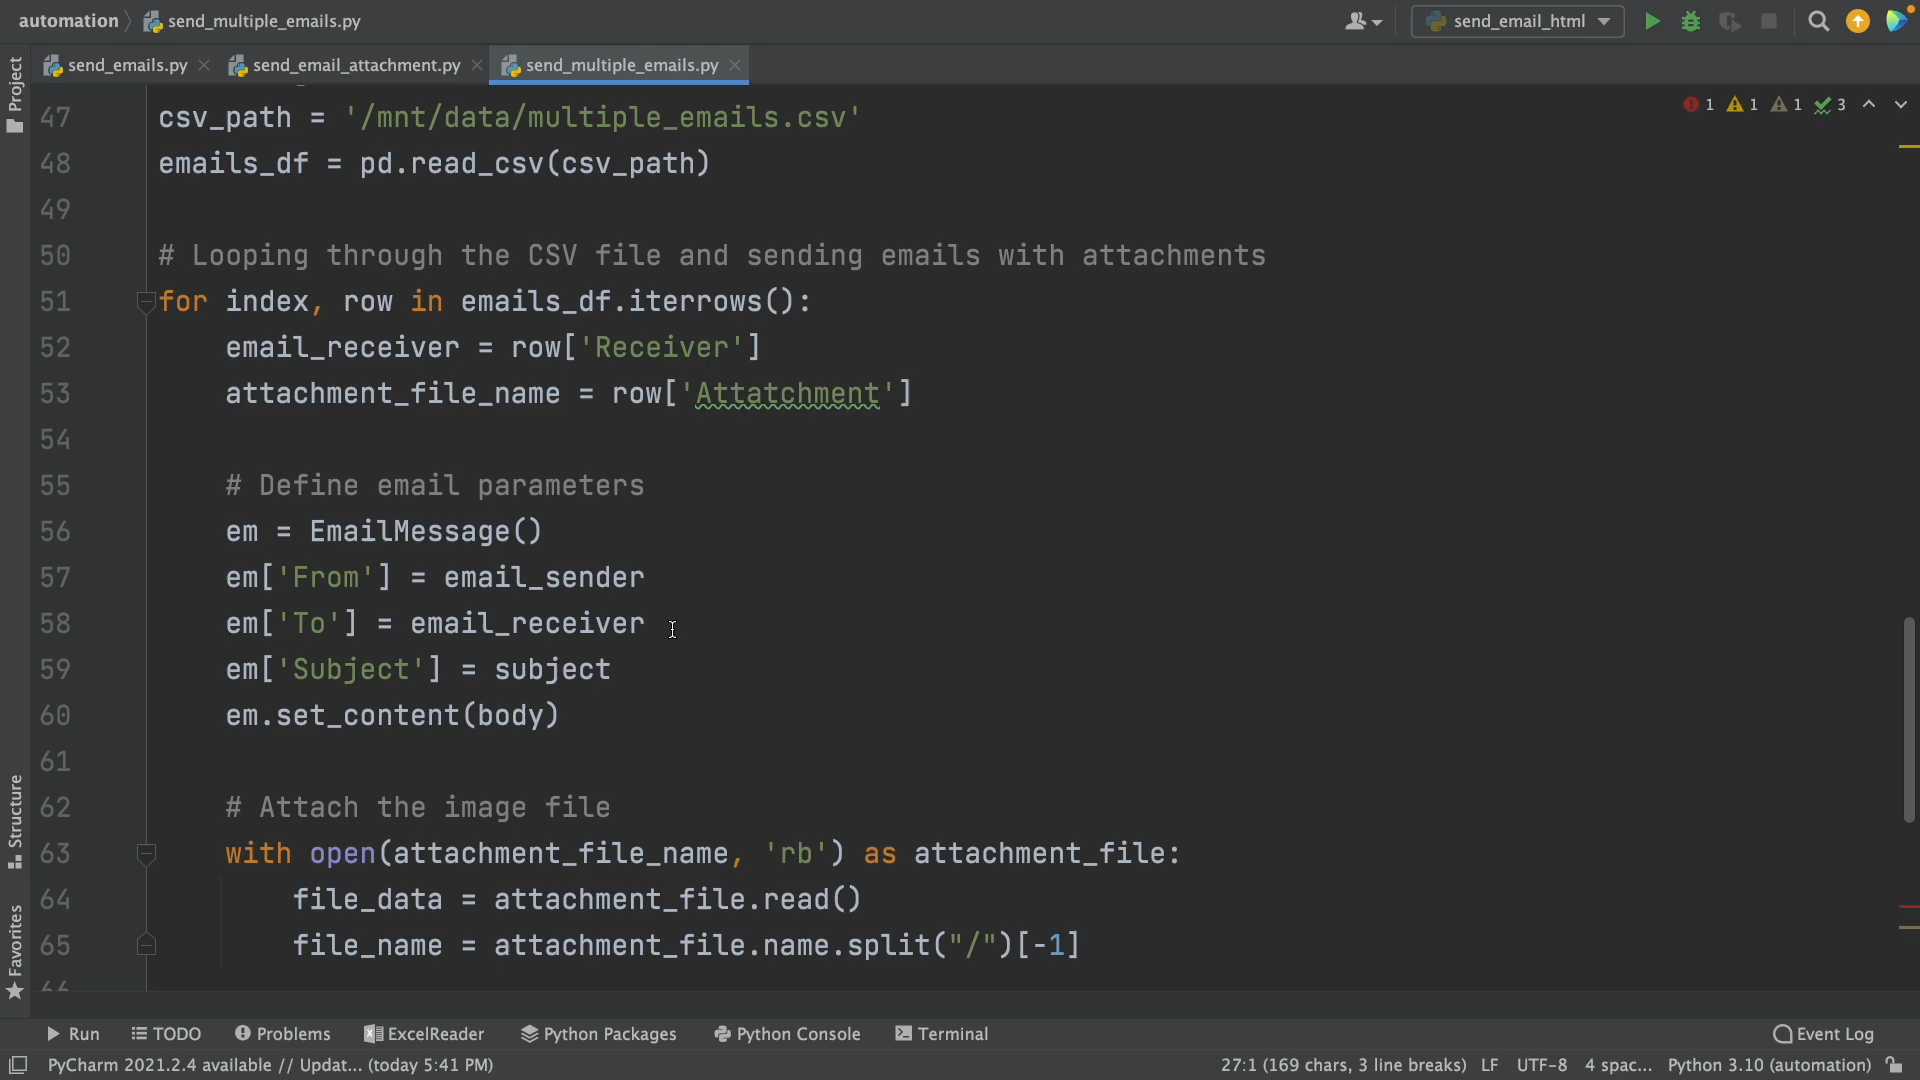 automation send_multiple_emails.py send_email_html
send_emails.py send_email_attachment.py send_multiple_emails.py
Project
1 1 1 3
47 csv_path = '/mnt/data/multiple_emails.csv'
48 emails_df = pd.read_csv(csv_path)
49
50 # Looping through the CSV file and sending emails with attachments
51 for index, row in emails_df.iterrows():
52 email_receiver = row['Receiver']
53 attachment_file_name = row['Attatchment']
54
55 # Define email parameters
56 em = EmailMessage()
57 em['From'] = email_sender
58 em['To'] = email_receiver
59 em['Subject'] = subject
60 em.set_content(body)
61
62 # Attach the image file
63 with open(attachment_file_name, 'rb') as attachment_file:
64 file_data = attachment_file.read()
65 file_name = attachment_file.name.split("/")[-1]
66
Structure
Favorites
Run TODO Problems ExcelReader Python Packages Python Console Terminal Event Log
PyCharm 2021.2.4 available // Updat... (today 5:41 PM) 27:1 (169 chars, 3 line breaks) LF UTF-8 4 spac... Python 3.10 (automation)